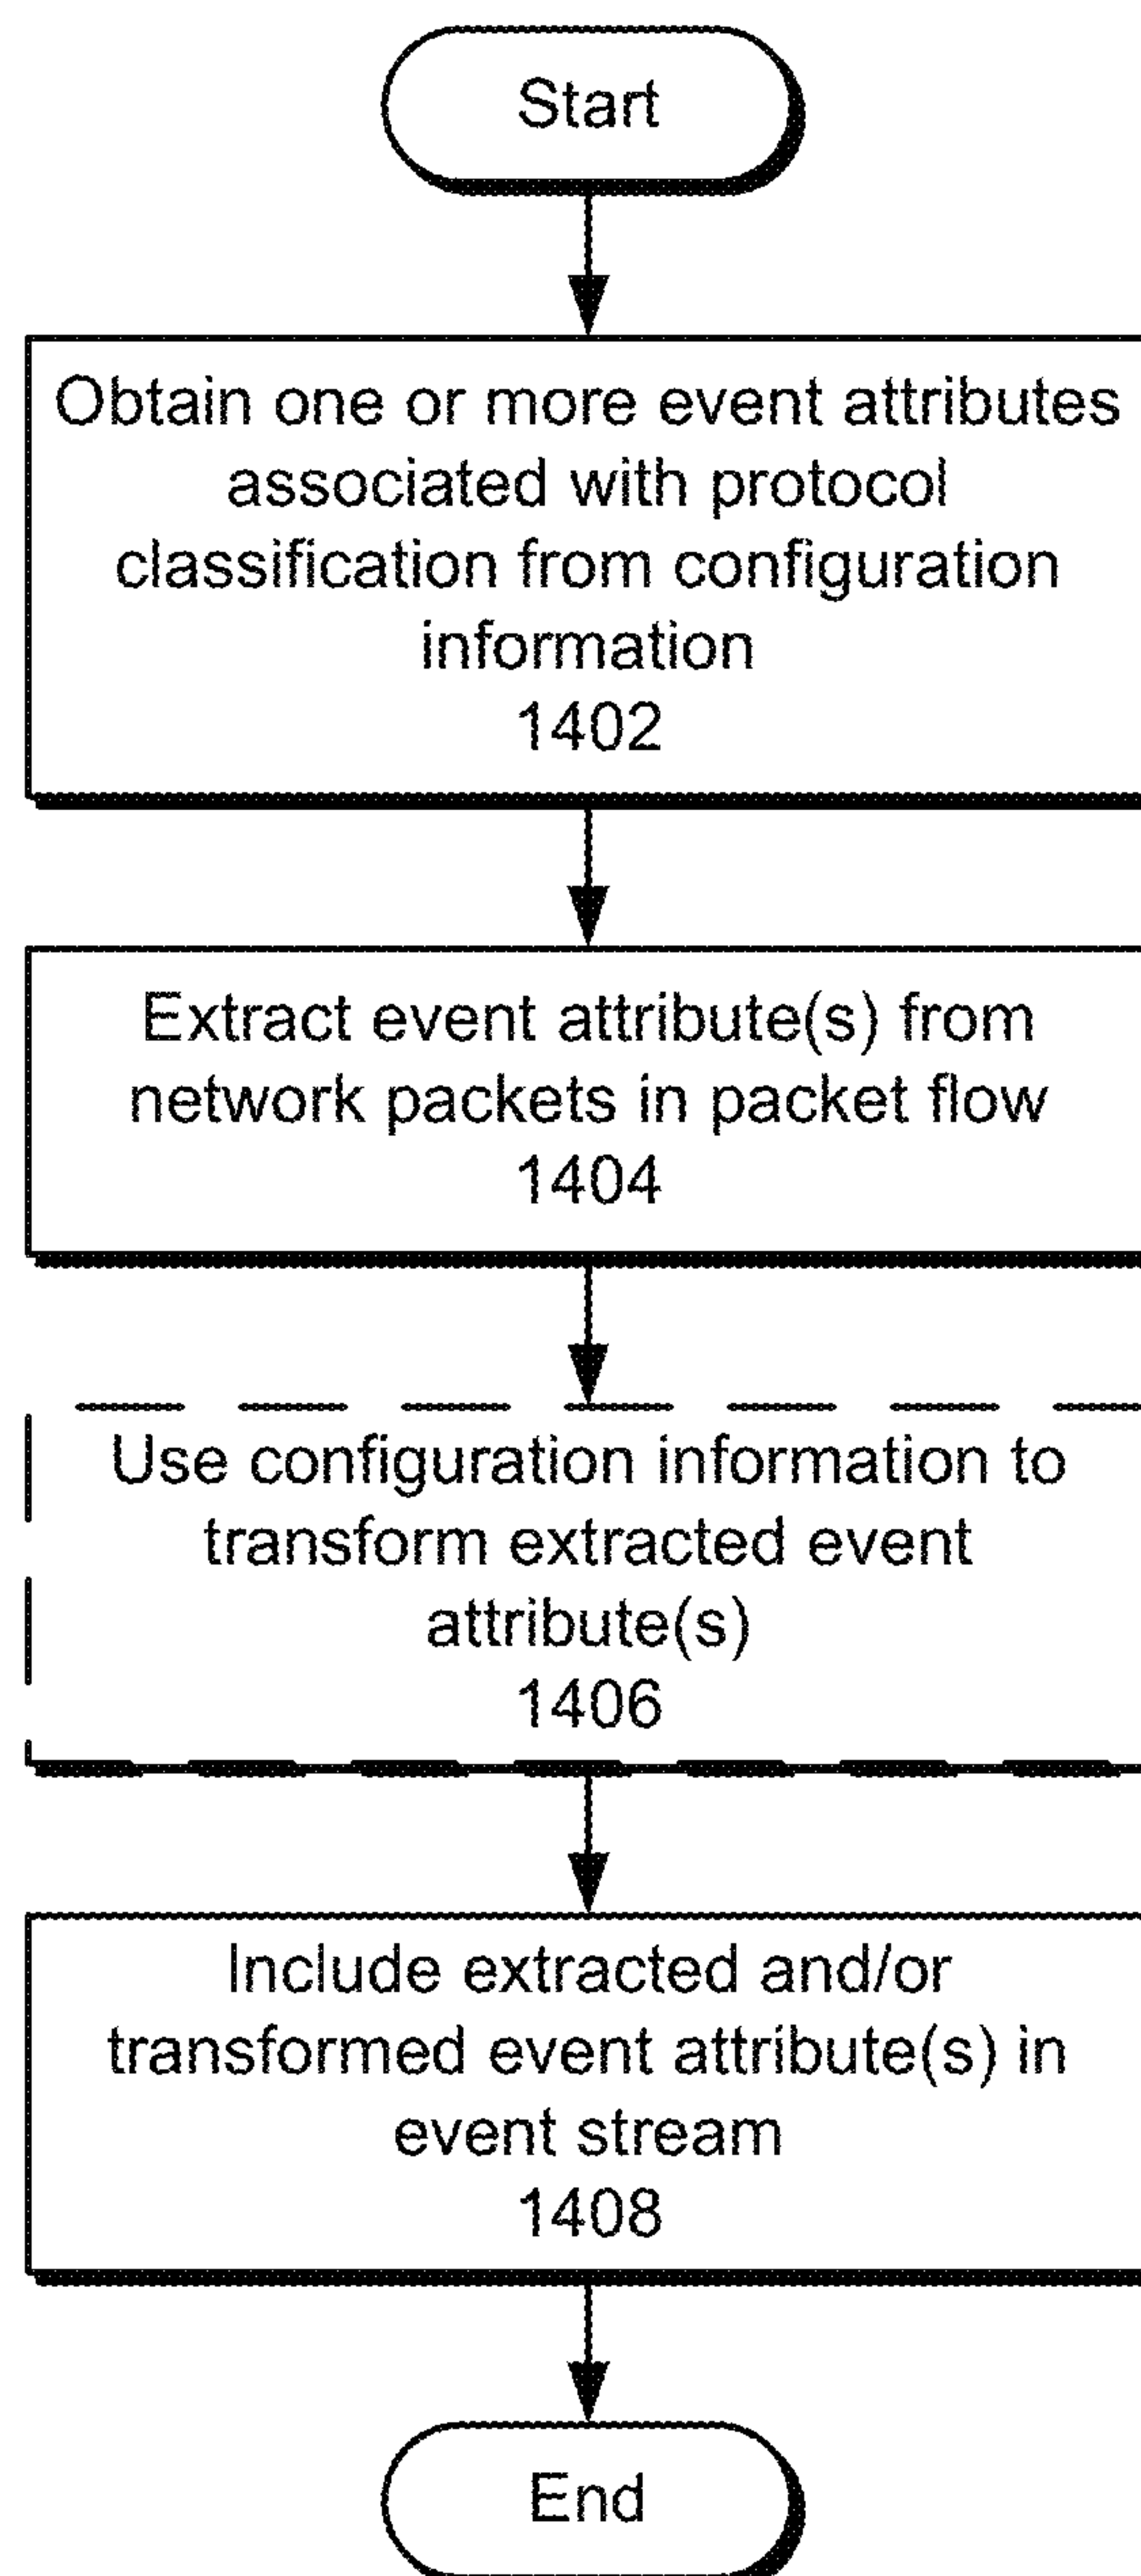 Start
Obtain one or more event attributes
associated with protocol
classification from configuration
information
1402
Extract event attribute(s) from
network packets in packet flow
1404
Use configuration information to
transform extracted event
attribute(s)
1406
Include extracted and/or
transformed event attribute(s) in
event stream
1408
End